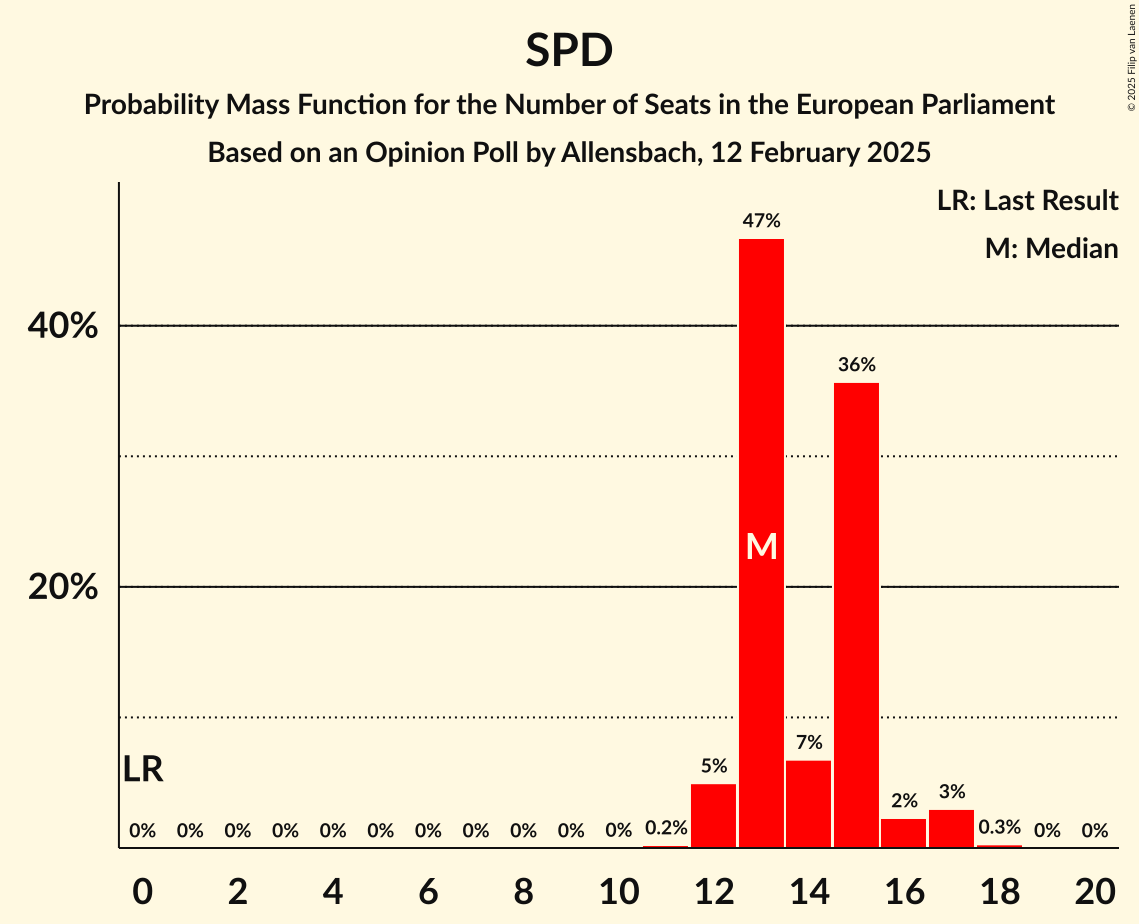 SPD
Probability Mass Function for the Number of Seats in the European Parliament
Based on an Opinion Poll by Allensbach, 12 February 2025
© 2025 Filip van Laenen
LR: Last Result
M: Median
47%
40%
36%
M
20%
7%
LR
5%
3%
2%
0% 0% 0% 0% 0% 0% 0% 0% 0% 0% 0% 0.2% 0.3% 0% 0%
0 2 4 6 8 10 12 14 16 18 20